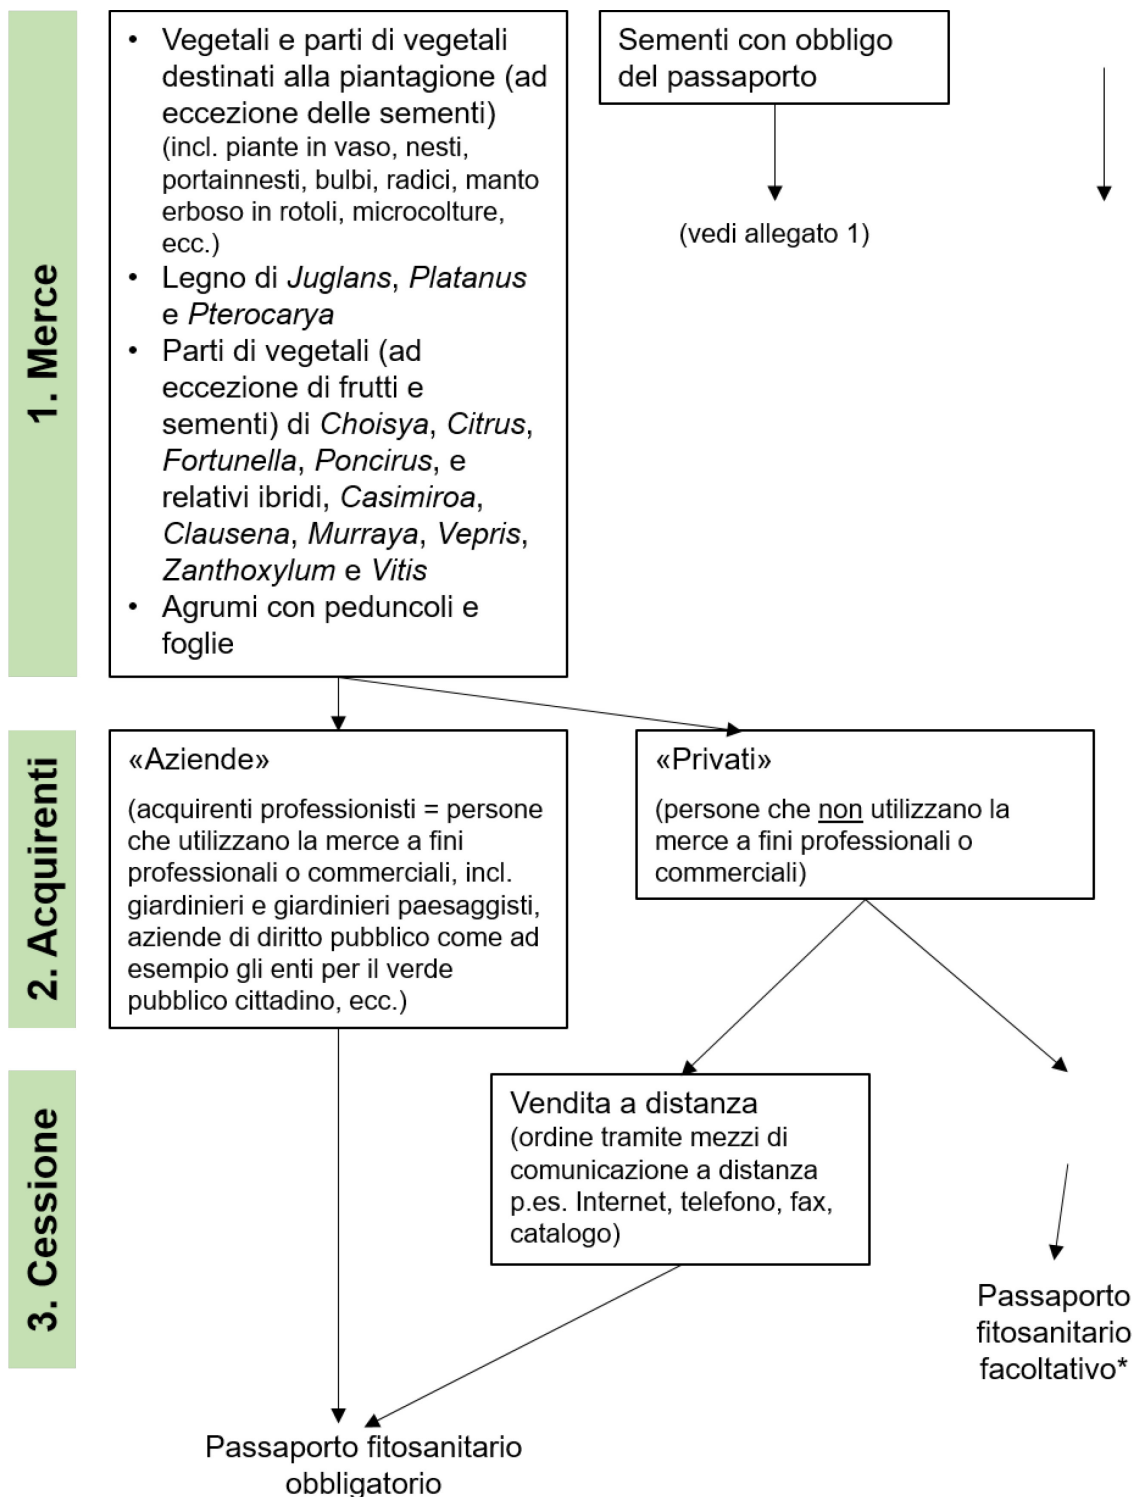 1. Merce
• Vegetali e parti di vegetali
destinati alla piantagione (ad
eccezione delle sementi)
(incl. piante in vaso, nesti,
portainnesti, bulbi, radici, manto
erboso in rotoli, microcolture,
ecc.)
• Legno di Juglans, Platanus
e Pterocarya
• Parti di vegetali (ad
eccezione di frutti e
sementi) di Choisya, Citrus,
Fortunella, Poncirus, e
relativi ibridi, Casimiroa,
Clausena, Murraya, Vepris,
Zanthoxylum e Vitis
• Agrumi con peduncoli e
foglie
Sementi con obbligo
del passaporto
(vedi allegato 1)
2. Acquirenti
«Aziende»
(acquirenti professionisti = persone
che utilizzano la merce a fini
professionali o commerciali, incl.
giardinieri e giardinieri paesaggisti,
aziende di diritto pubblico come ad
esempio gli enti per il verde
pubblico cittadino, ecc.)
«Privati»
(persone che non utilizzano la
merce a fini professionali o
commerciali)
3. Cessione
Vendita a distanza
(ordine tramite mezzi di
comunicazione a distanza
p.es. Internet, telefono, fax,
catalogo)
Passaporto
fitosanitario
facoltativo*
Passaporto fitosanitario
obbligatorio